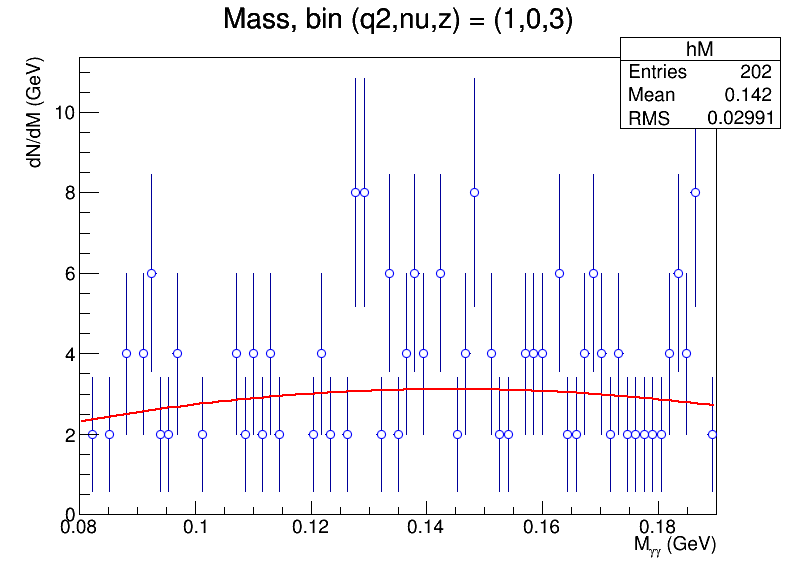 Mass, bin (q2,nu,z) = (1,0,3)
hM
Entries 202
Mean 0.142
RMS 0.02991
dN/dM (GeV)
10
8
6
4
2
0
0.08 0.1 0.12 0.14 0.16 0.18
Mγγ (GeV)